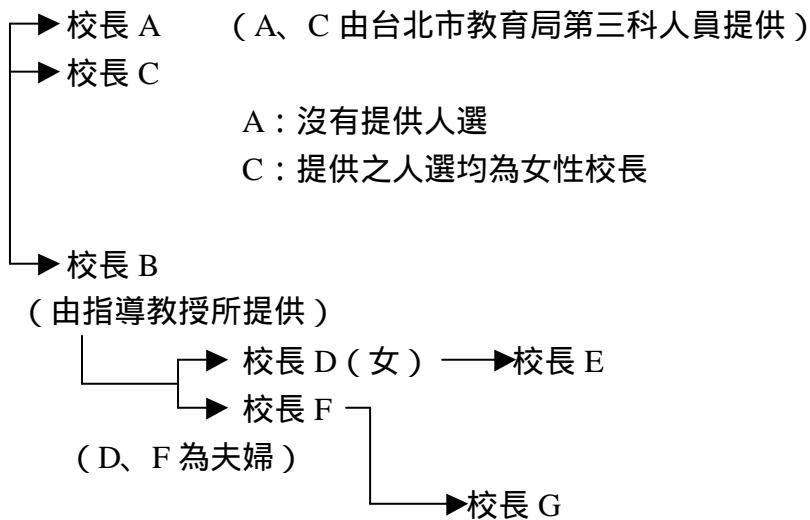 校長 A （A、C 由台北市教育局第三科人員提供）
校長 C
A：沒有提供人選
C：提供之人選均為女性校長
校長 B
（由指導教授所提供）
校長 D（女） 校長 E
校長 F
（D、F 為夫婦）
校長 G